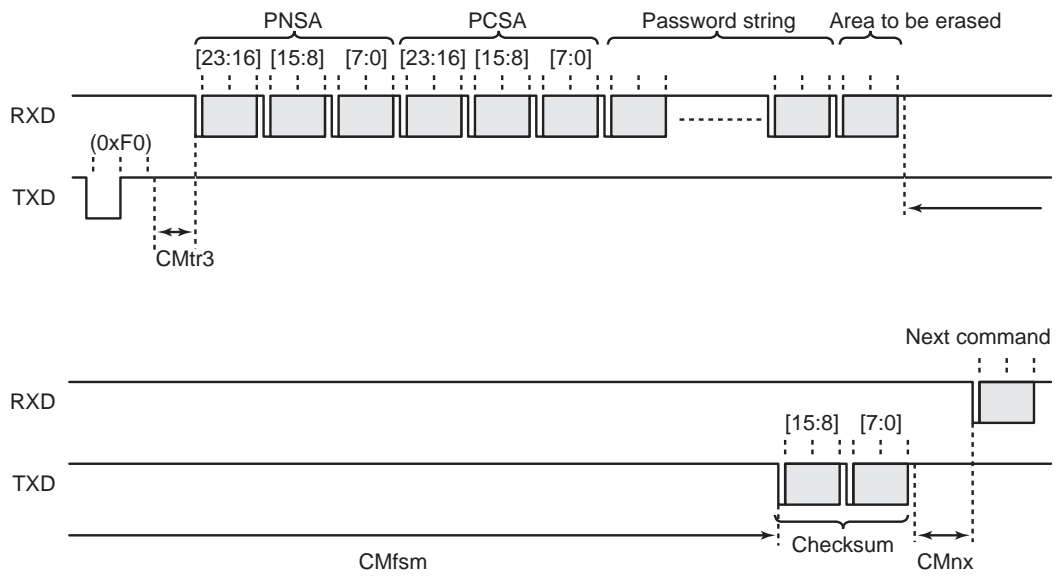 PNSA PCSA Password string Area to be erased
[23:16] [15:8] [7:0] [23:16] [15:8] [7:0]
RXD
(0xF0)
TXD
CMtr3
Next command
RXD
[15:8] [7:0]
TXD
Checksum
CMfsm CMnx